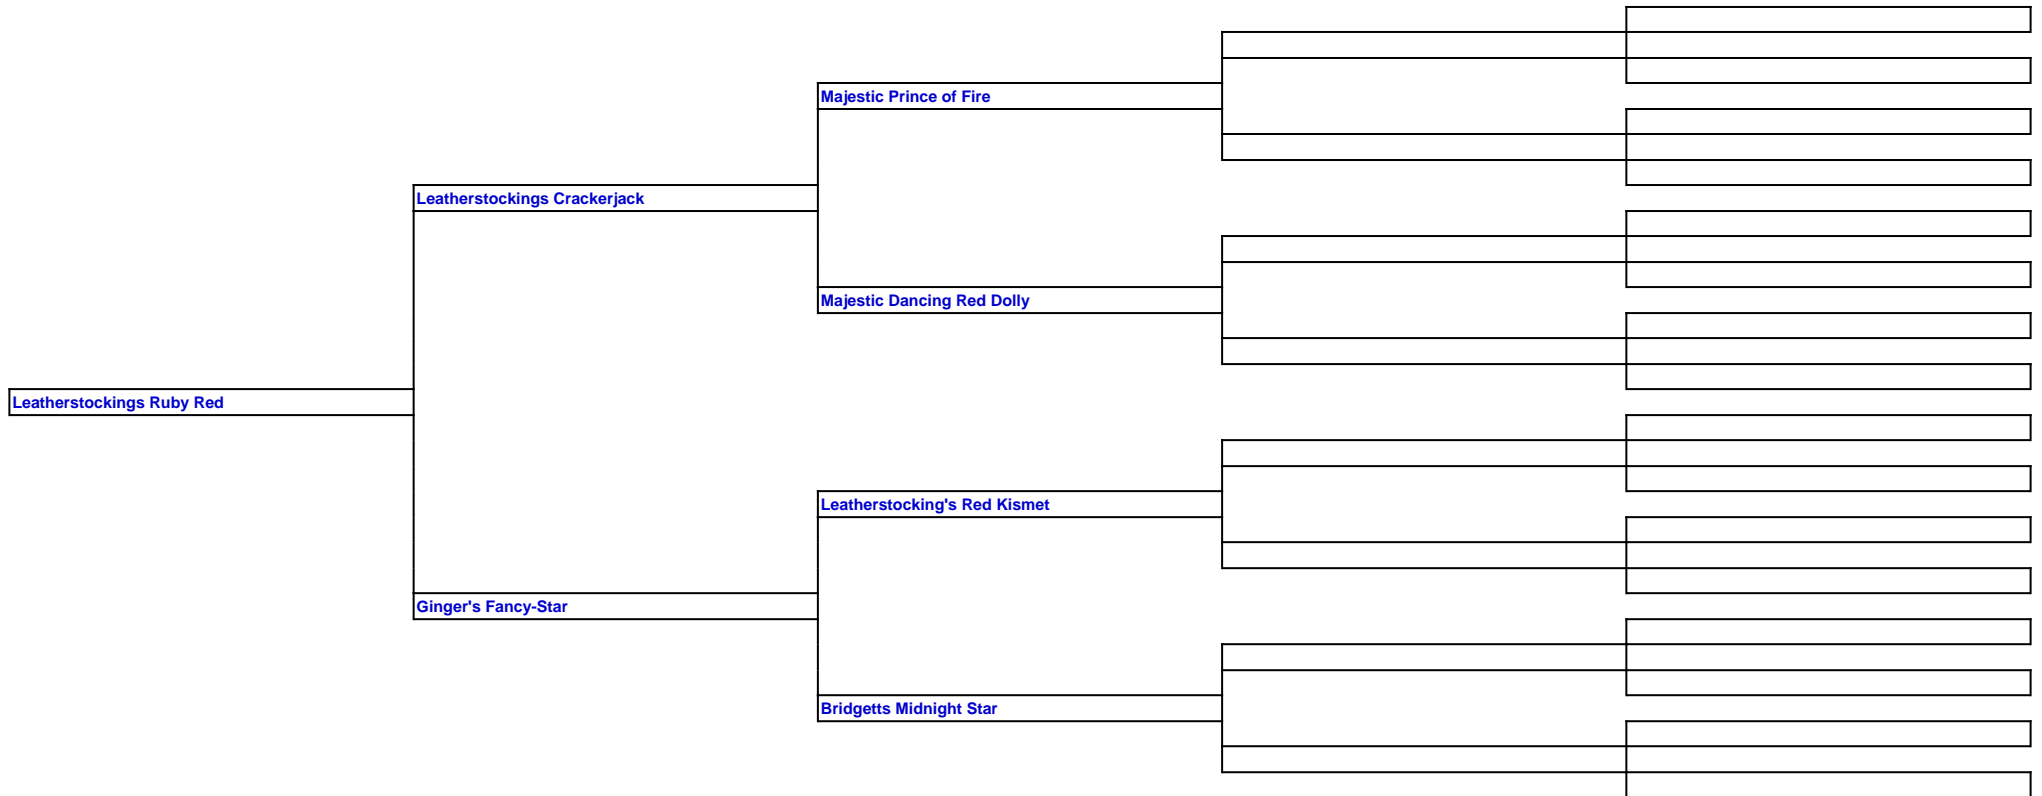 Majestic Prince of Fire
Leatherstockings Crackerjack
Majestic Dancing Red Dolly
Leatherstockings Ruby Red
Leatherstocking's Red Kismet
Ginger's Fancy-Star
Bridgetts Midnight Star